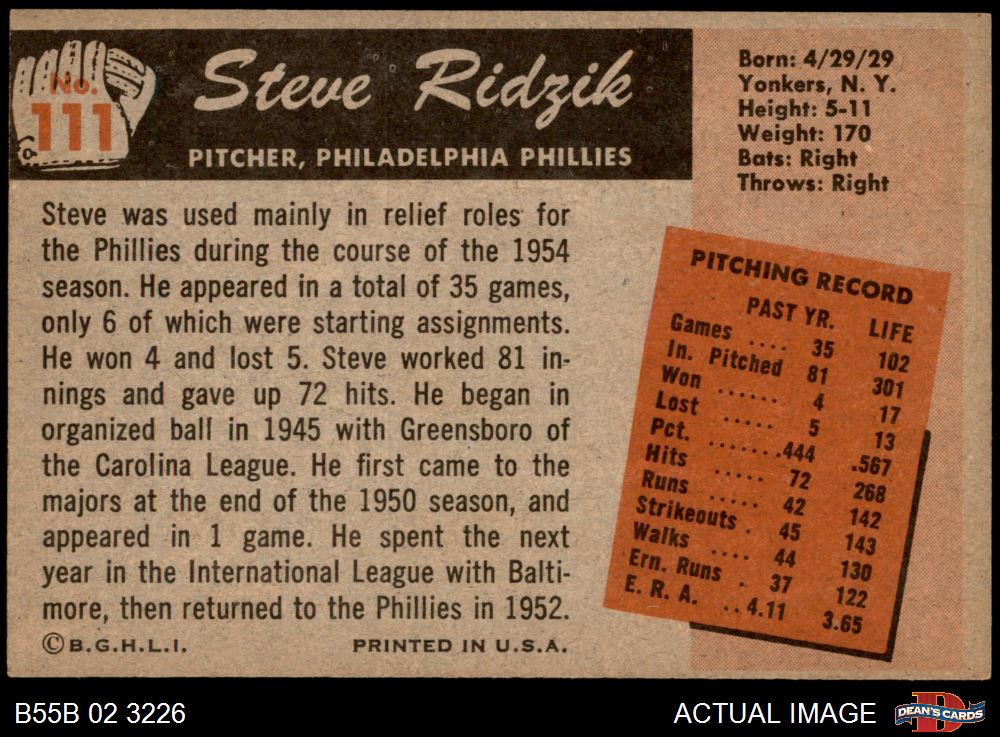 No.
111
Steve Ridzik
PITCHER, PHILADELPHIA PHILLIES
Born: 4/29/29
Yonkers, N. Y.
Height: 5-11
Weight: 170
Bats: Right
Throws: Right
Steve was used mainly in relief roles for
the Phillies during the course of the 1954
season. He appeared in a total of 35 games,
only 6 of which were starting assignments.
He won 4 and lost 5. Steve worked 81 in-
nings and gave up 72 hits. He began in
organized ball in 1945 with Greensboro of
the Carolina League. He first came to the
majors at the end of the 1950 season, and
appeared in 1 game. He spent the next
year in the International League with Balti-
more, then returned to the Phillies in 1952.
©B.G.H.L.I. PRINTED IN U.S.A.
PITCHING RECORD
PAST YR. LIFE
Games .... 35 102
In. Pitched 81 301
Won ...... 4 17
Lost ..... 5 13
Pct. ......444 .567
Hits ..... 72 268
Runs ..... 42 142
Strikeouts . 45 143
Walks .... 44 130
Ern. Runs . 37 122
E. R. A. ..4.11 3.65
B55B 02 3226
ACTUAL IMAGE
DEAN'S CARDS